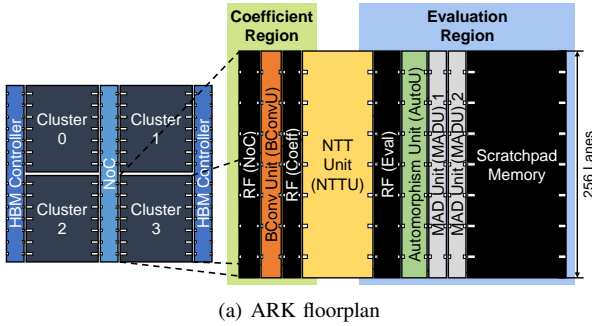 Coefficient
Region
Evaluation
Region
HBM Controller
Cluster
0
Cluster
1
NoC
Cluster
2
Cluster
3
HBM Controller
RF (NoC)
BConv Unit (BConvU)
RF (Coeff)
NTT
Unit
(NTTU)
RF (Eval)
Automorphism Unit (AutoU)
MAD Unit (MADU) 1
MAD Unit (MADU) 2
Scratchpad
Memory
256 Lanes
(a) ARK floorplan